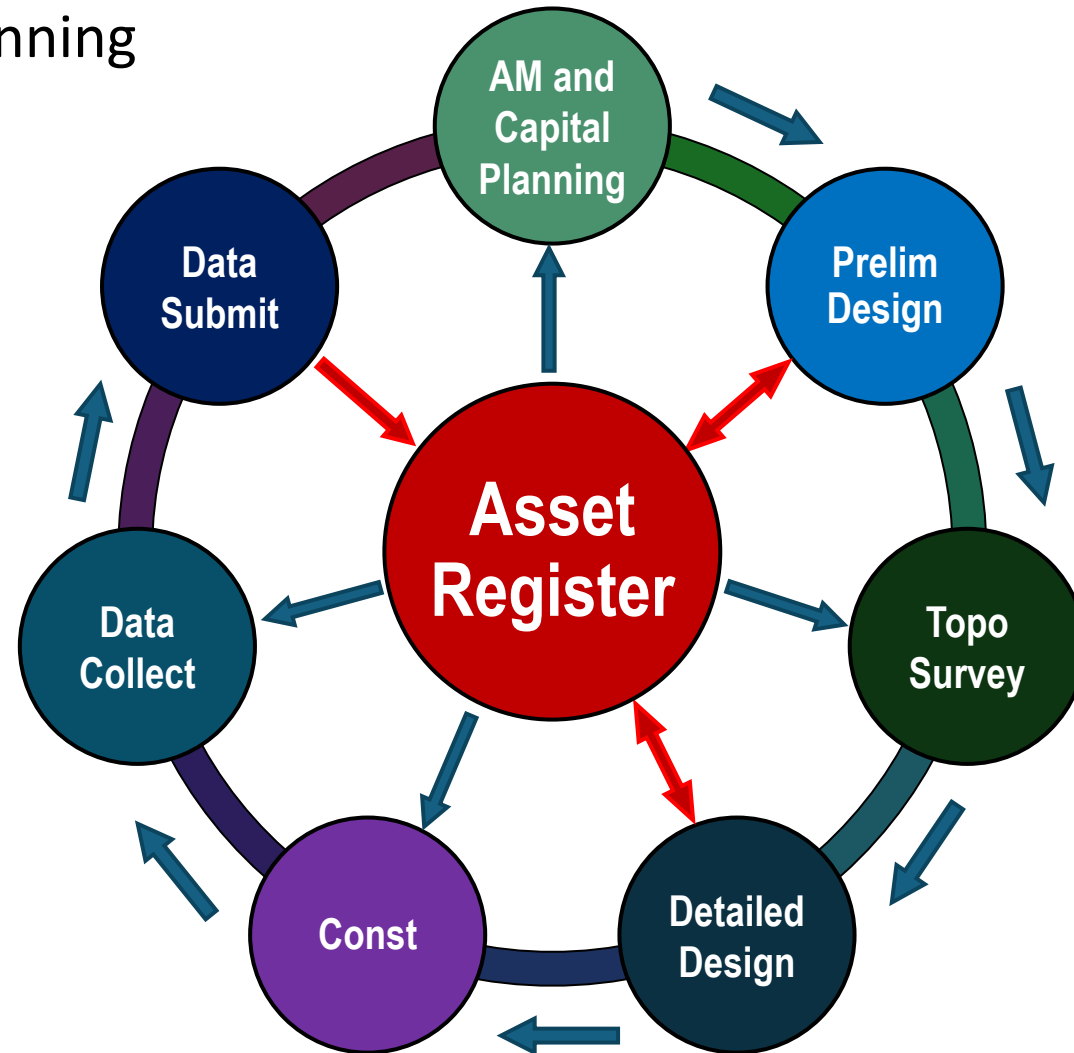 nning
AM and
Capital
Planning
Prelim
Design
Topo
Survey
Detailed
Design
Const
Data
Collect
Data
Submit
Asset
Register